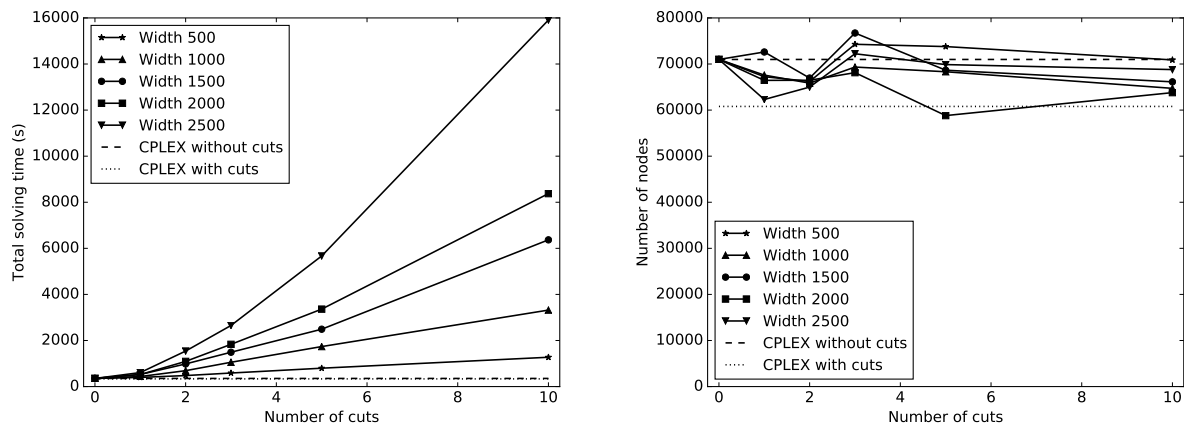 16000
14000
12000
10000
8000
6000
4000
2000
0
Total solving time (s)
Width 500
Width 1000
Width 1500
Width 2000
Width 2500
CPLEX without cuts
CPLEX with cuts
0 2 4 6 8 10
Number of cuts
80000
70000
60000
50000
40000
30000
20000
10000
0
Number of nodes
Width 500
Width 1000
Width 1500
Width 2000
Width 2500
CPLEX without cuts
CPLEX with cuts
0 2 4 6 8 10
Number of cuts